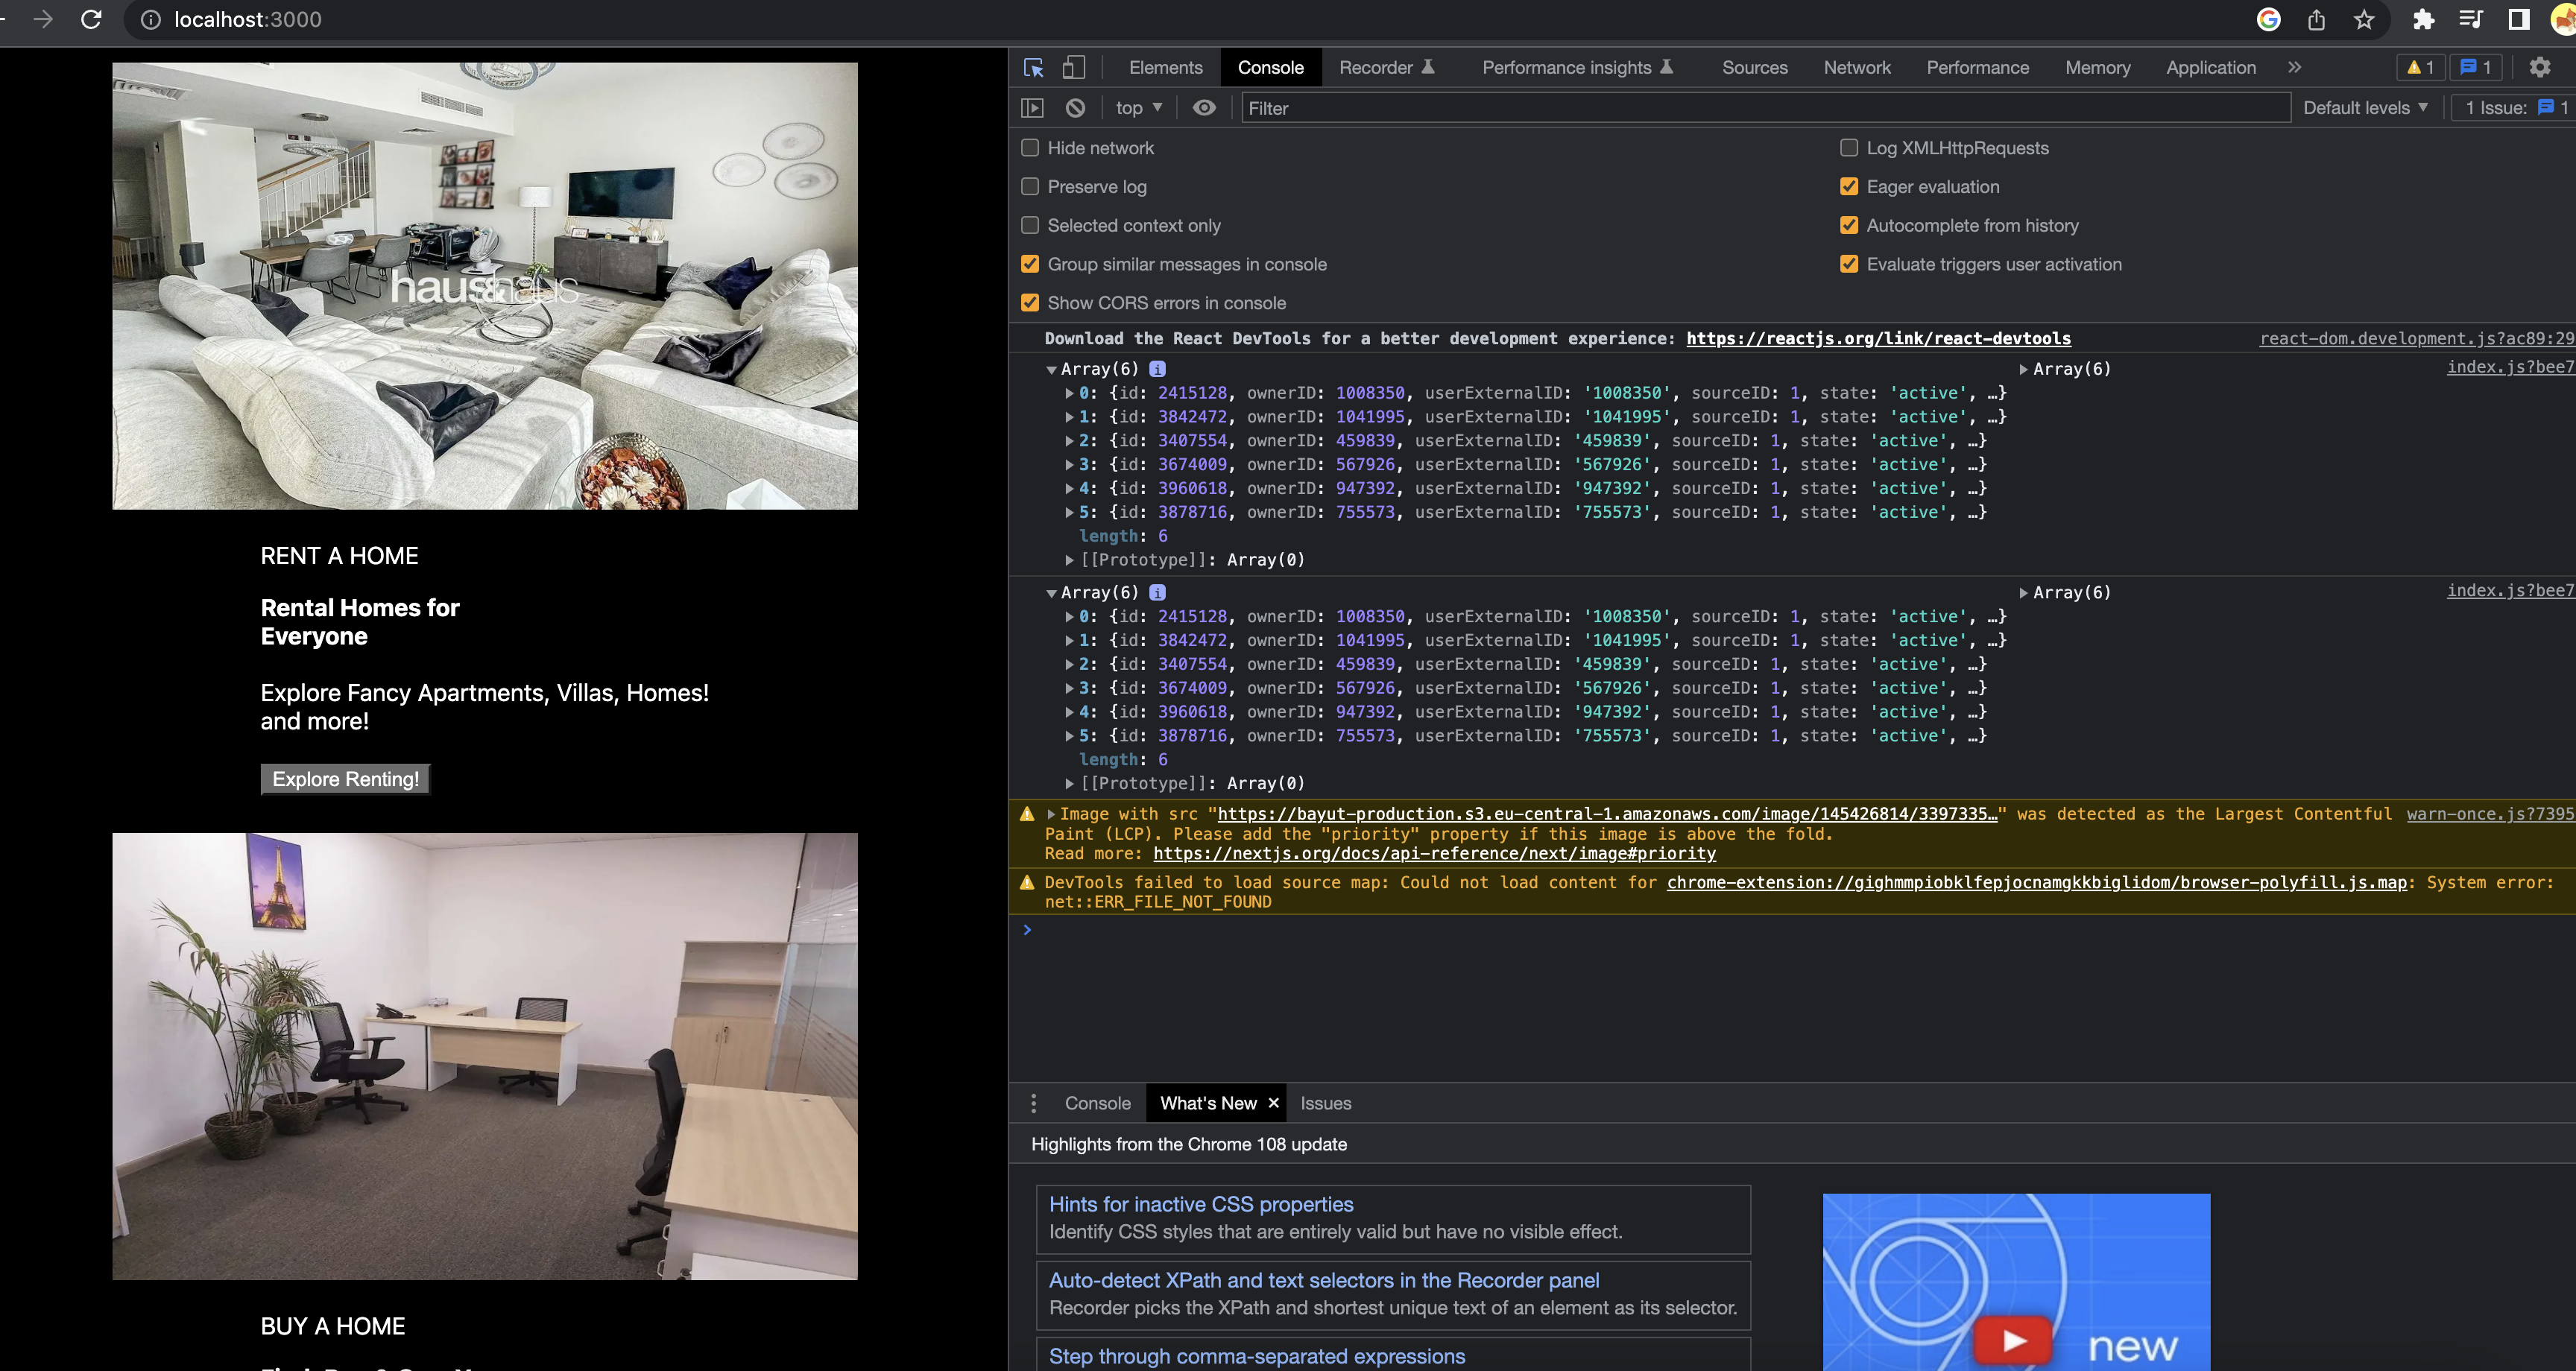 localhost:3000
haus&haus
RENT A HOME
Rental Homes for
Everyone
Explore Fancy Apartments, Villas, Homes!
and more!
Explore Renting!
BUY A HOME
Elements Console Recorder Performance insights Sources Network Performance Memory Application » 1 1
top Filter Default levels 1 Issue: 1
Hide network Log XMLHttpRequests
Preserve log Eager evaluation
Selected context only Autocomplete from history
Group similar messages in console Evaluate triggers user activation
Show CORS errors in console
Download the React DevTools for a better development experience: https://reactjs.org/link/react-devtools react-dom.development.js?ac89:29
Array(6) i Array(6) index.js?bee7
0: {id: 2415128, ownerID: 1008350, userExternalID: '1008350', sourceID: 1, state: 'active', …}
1: {id: 3842472, ownerID: 1041995, userExternalID: '1041995', sourceID: 1, state: 'active', …}
2: {id: 3407554, ownerID: 459839, userExternalID: '459839', sourceID: 1, state: 'active', …}
3: {id: 3674009, ownerID: 567926, userExternalID: '567926', sourceID: 1, state: 'active', …}
4: {id: 3960618, ownerID: 947392, userExternalID: '947392', sourceID: 1, state: 'active', …}
5: {id: 3878716, ownerID: 755573, userExternalID: '755573', sourceID: 1, state: 'active', …}
length: 6
[[Prototype]]: Array(0)
Array(6) i Array(6) index.js?bee7
0: {id: 2415128, ownerID: 1008350, userExternalID: '1008350', sourceID: 1, state: 'active', …}
1: {id: 3842472, ownerID: 1041995, userExternalID: '1041995', sourceID: 1, state: 'active', …}
2: {id: 3407554, ownerID: 459839, userExternalID: '459839', sourceID: 1, state: 'active', …}
3: {id: 3674009, ownerID: 567926, userExternalID: '567926', sourceID: 1, state: 'active', …}
4: {id: 3960618, ownerID: 947392, userExternalID: '947392', sourceID: 1, state: 'active', …}
5: {id: 3878716, ownerID: 755573, userExternalID: '755573', sourceID: 1, state: 'active', …}
length: 6
[[Prototype]]: Array(0)
Image with src "https://bayut-production.s3.eu-central-1.amazonaws.com/image/145426814/3397335…" was detected as the Largest Contentful warn-once.js?7395
Paint (LCP). Please add the "priority" property if this image is above the fold.
Read more: https://nextjs.org/docs/api-reference/next/image#priority
DevTools failed to load source map: Could not load content for chrome-extension://gighmmpiobklfepjocnamgkkbiglidom/browser-polyfill.js.map: System error:
net::ERR_FILE_NOT_FOUND
Console What's New × Issues
Highlights from the Chrome 108 update
Hints for inactive CSS properties
Identify CSS styles that are entirely valid but have no visible effect.
Auto-detect XPath and text selectors in the Recorder panel
Recorder picks the XPath and shortest unique text of an element as its selector.
Step through comma-separated expressions
new